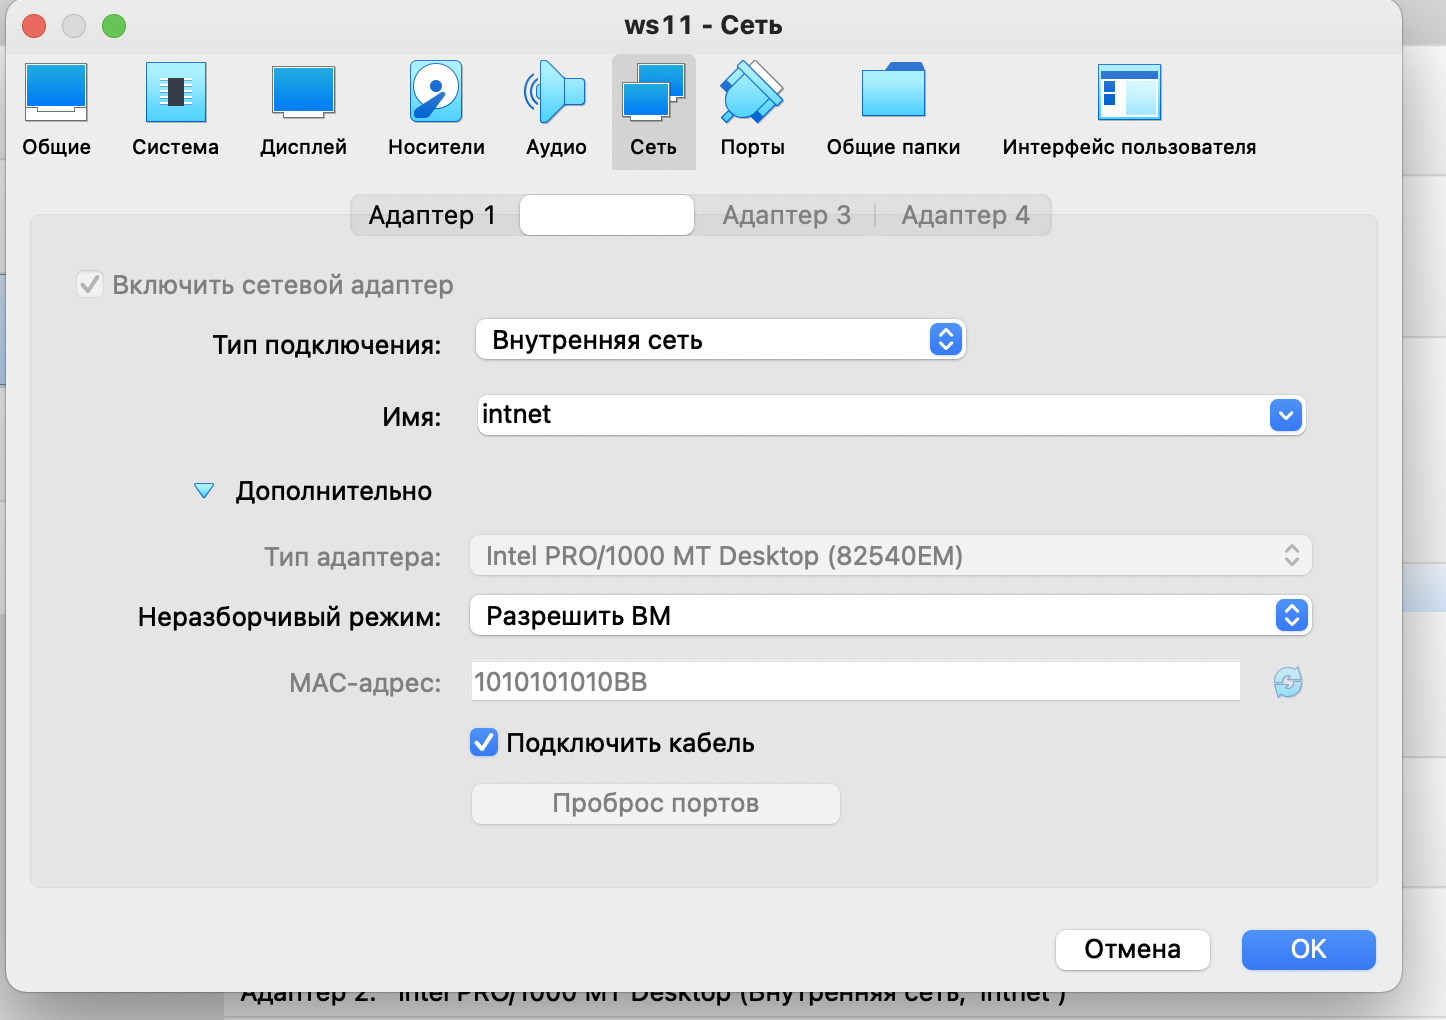 ws11 - Сеть
Общие Система Дисплей Носители Аудио Сеть Порты Общие папки Интерфейс пользователя
Адаптер 1 Адаптер 3 Адаптер 4
Включить сетевой адаптер
Тип подключения: Внутренняя сеть
Имя: intnet
Дополнительно
Тип адаптера: Intel PRO/1000 MT Desktop (82540EM)
Неразборчивый режим: Разрешить ВМ
MAC-адрес: 1010101010BB
Подключить кабель
Проброс портов
Отмена OK
Адаптер 2: Intel PRO/1000 MT Desktop (Внутренняя сеть, 'intnet')